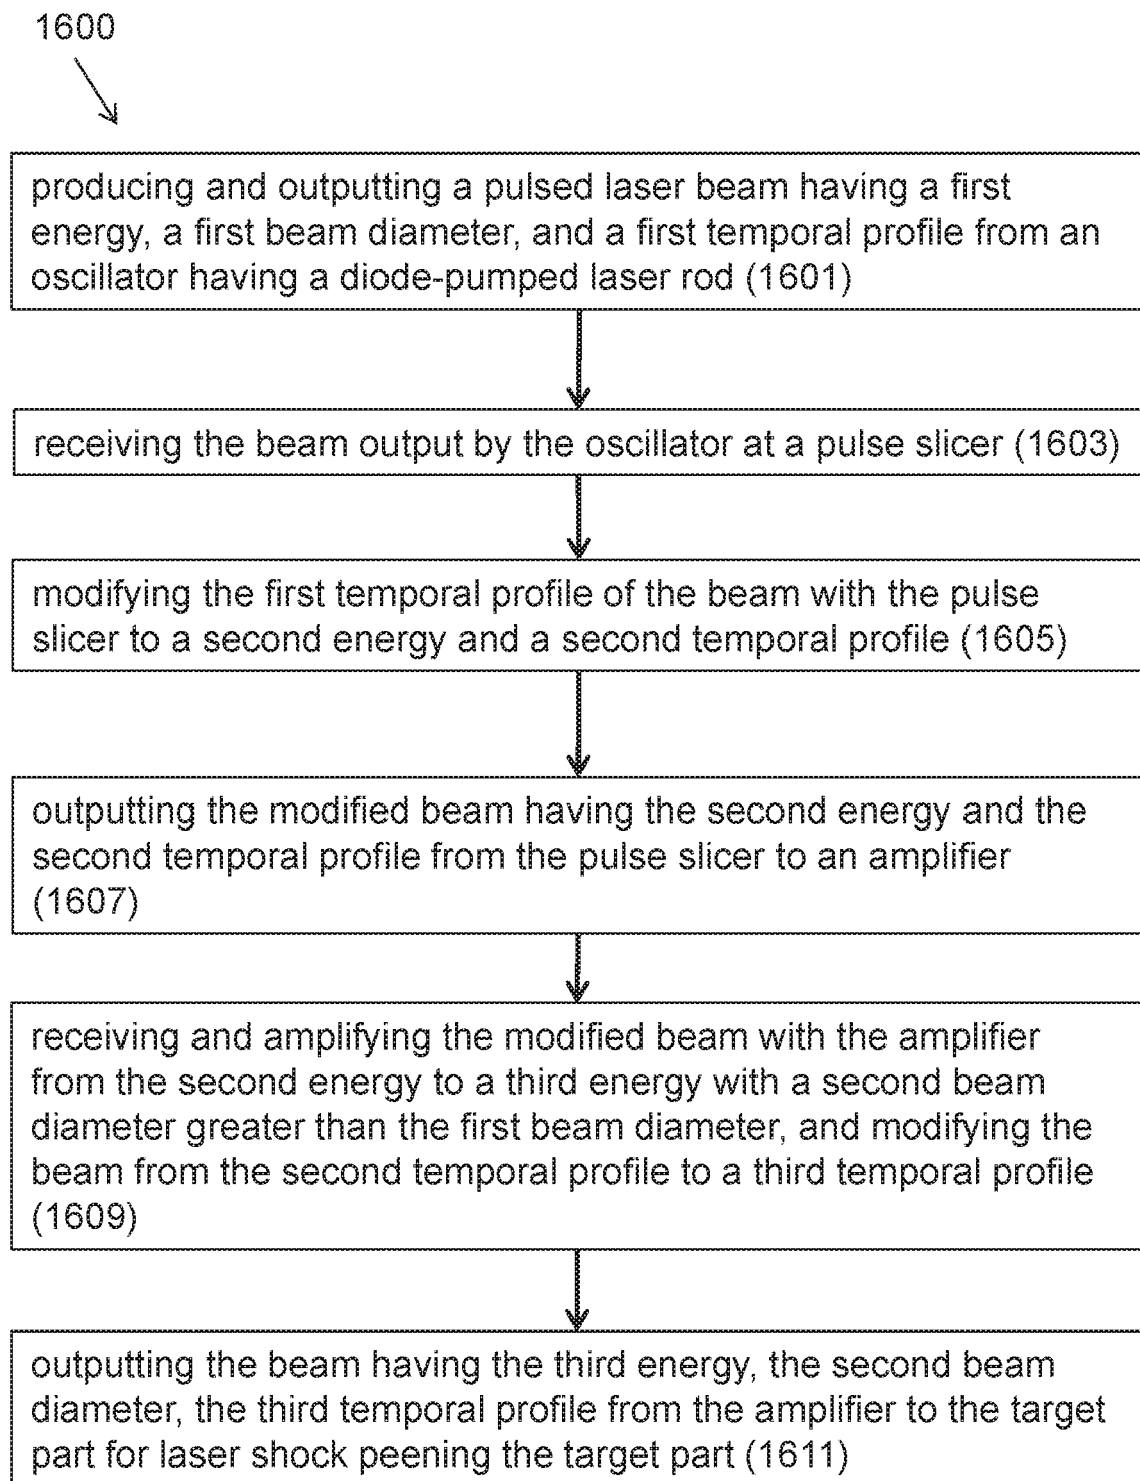 1600
producing and outputting a pulsed laser beam having a first
energy, a first beam diameter, and a first temporal profile from an
oscillator having a diode-pumped laser rod (1601)
receiving the beam output by the oscillator at a pulse slicer (1603)
modifying the first temporal profile of the beam with the pulse
slicer to a second energy and a second temporal profile (1605)
outputting the modified beam having the second energy and the
second temporal profile from the pulse slicer to an amplifier
(1607)
receiving and amplifying the modified beam with the amplifier
from the second energy to a third energy with a second beam
diameter greater than the first beam diameter, and modifying the
beam from the second temporal profile to a third temporal profile
(1609)
outputting the beam having the third energy, the second beam
diameter, the third temporal profile from the amplifier to the target
part for laser shock peening the target part (1611)